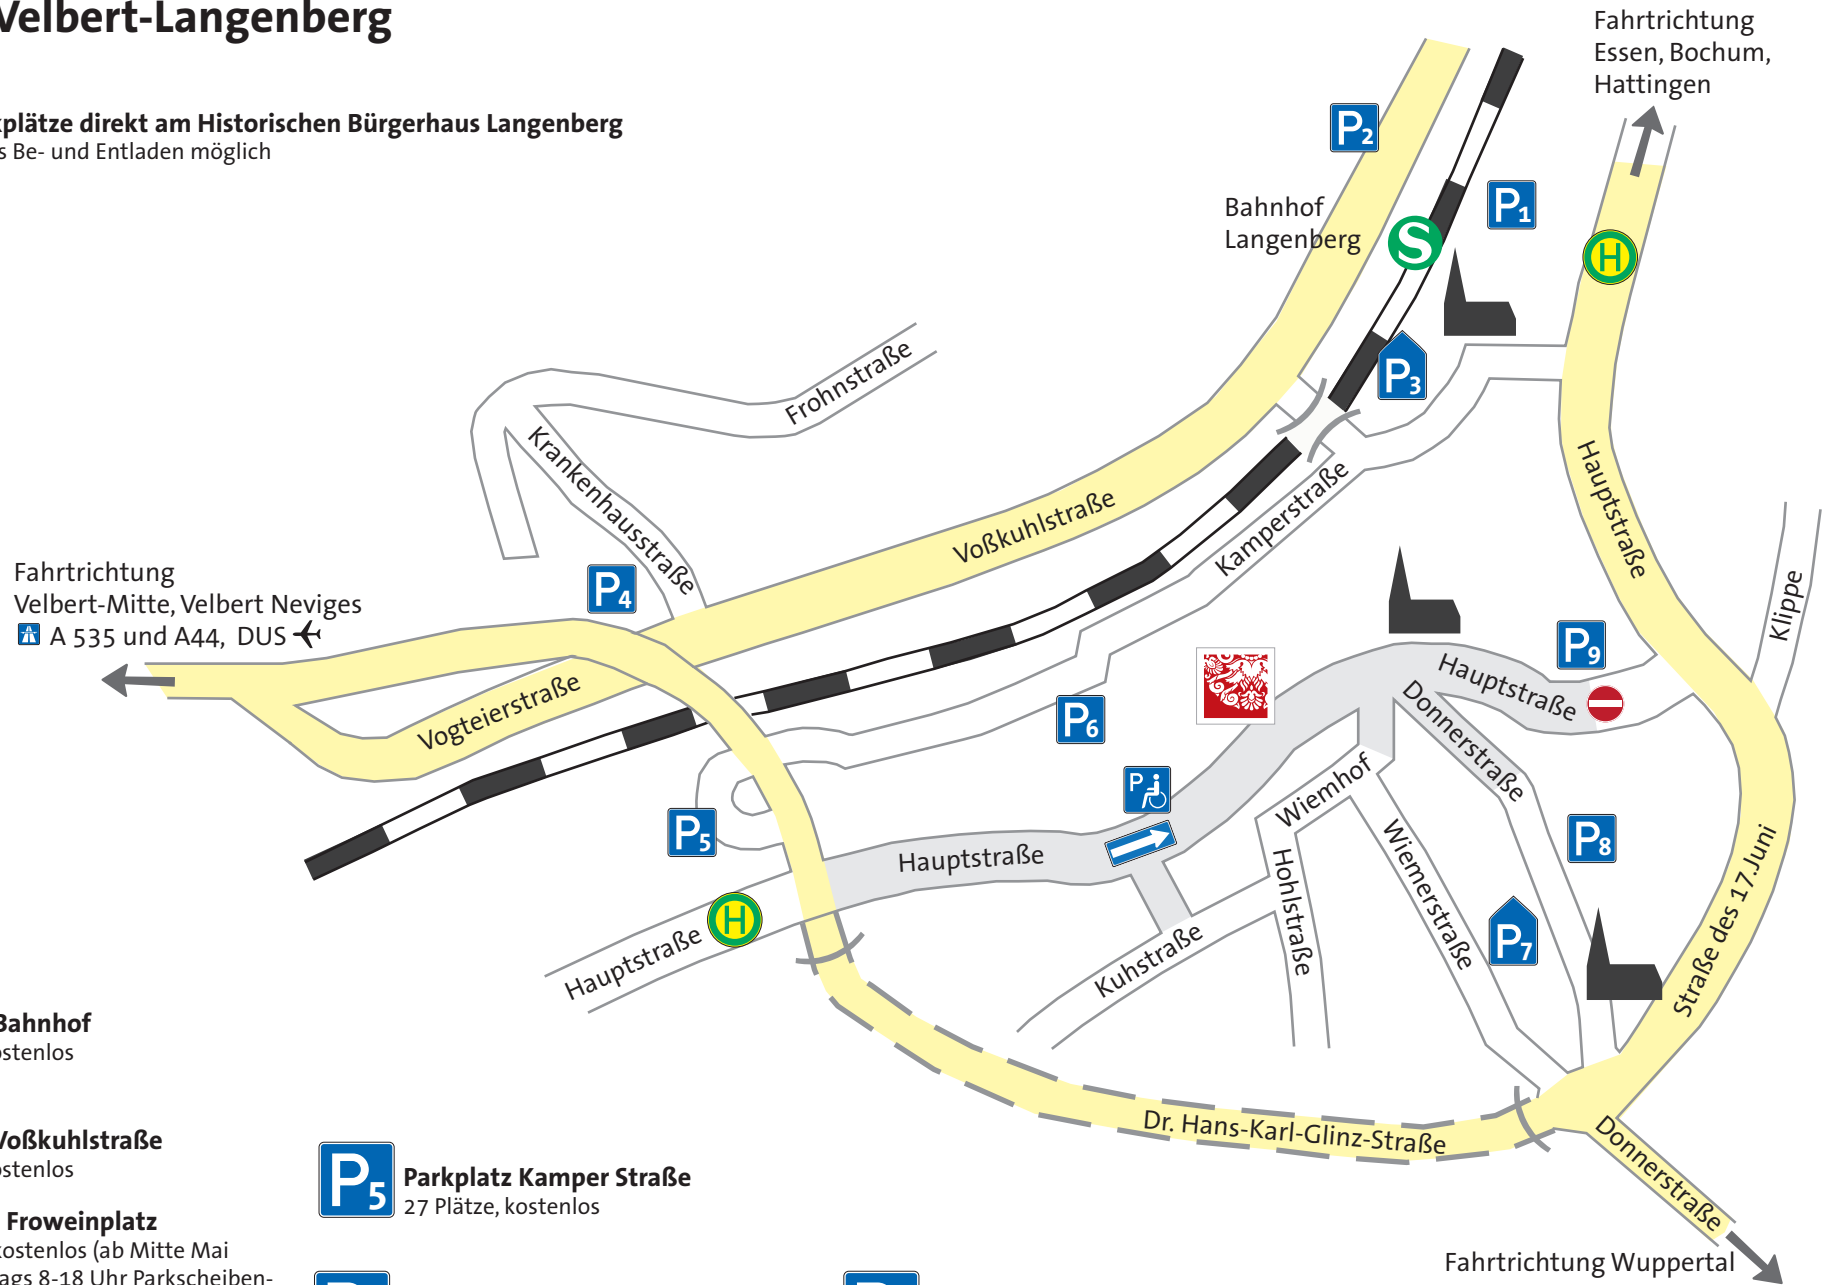 Velbert-Langenberg
plätze direkt am Historischen Bürgerhaus Langenberg
s Be- und Entladen möglich
Fahrtrichtung
Essen, Bochum,
Hattingen
P2
P1
Bahnhof
Langenberg
S
H
P3
Frohnstraße
Krankenhausstraße
Voßkuhlstraße
Kamperstraße
Hauptstraße
Klippe
Fahrtrichtung
Velbert-Mitte, Velbert Neviges
A 535 und A44, DUS
P4
Vogteierstraße
P6
P9
Hauptstraße
Donnerstraße
P
Wiemhof
P5
Hauptstraße
P8
Wiemerstraße
Hohlstraße
Straße des 17.Juni
H
Hauptstraße
Kuhstraße
P7
Bahnhof
ostenlos
Voßkuhlstraße
ostenlos
Dr. Hans-Karl-Glinz-Straße
Donnerstraße
P5
Parkplatz Kamper Straße
27 Plätze, kostenlos
Froweinplatz
kostenlos (ab Mitte Mai
ags 8-18 Uhr Parkscheiben-
Fahrtrichtung Wuppertal